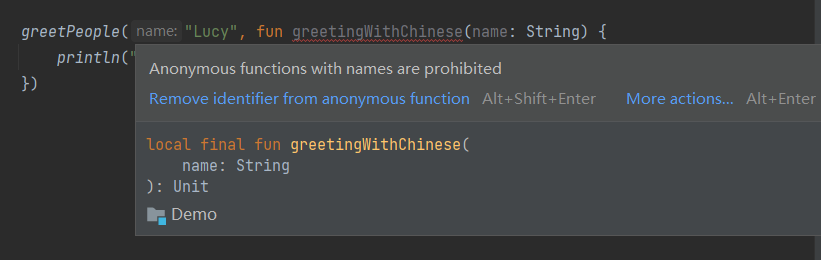 greetPeople( name: "Lucy", fun greetingWithChinese(name: String) {
println("
})
Anonymous functions with names are prohibited
Remove identifier from anonymous function Alt+Shift+Enter More actions... Alt+Enter
local final fun greetingWithChinese(
name: String
): Unit
Demo